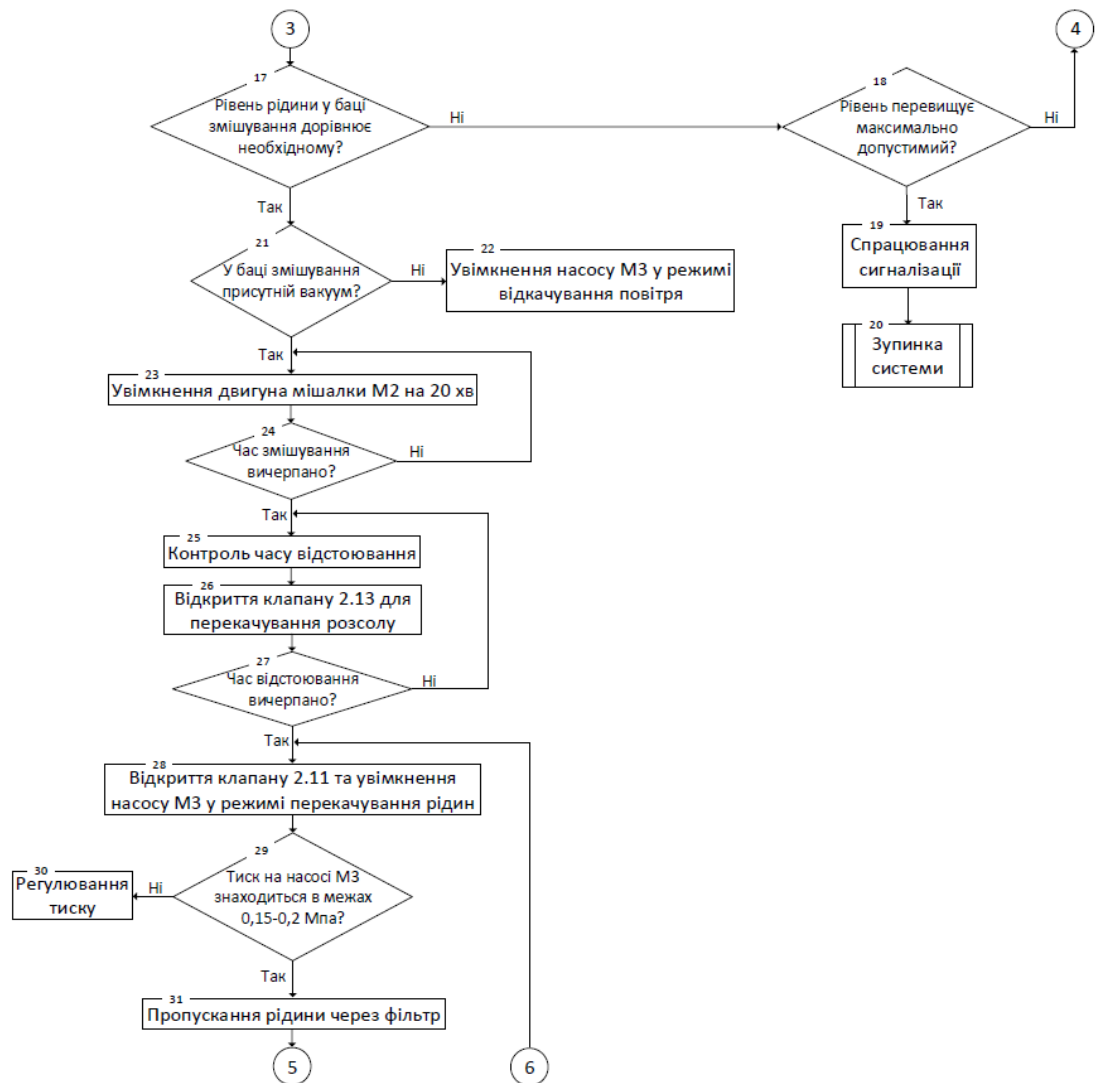 3
4
17
Рівень рідини у баці
змішування дорівнює
необхідному?
Ні
18
Рівень перевищує
максимально
допустимий?
Ні
Так
Так
19
Спрацювання
сигналізації
21
У баці змішування
присутній вакуум?
Ні
22
Увімкнення насосу М3 у режимі
відкачування повітря
20
Зупинка
системи
Так
23
Увімкнення двигуна мішалки М2 на 20 хв
24
Час змішування
вичерпано?
Ні
Так
25
Контроль часу відстоювання
26
Відкриття клапану 2.13 для
перекачування розсолу
27
Час відстоювання
вичерпано?
Ні
Так
28
Відкриття клапану 2.11 та увімкнення
насосу М3 у режимі перекачування рідин
29
Тиск на насосі М3
знаходиться в межах
0,15-0,2 Мпа?
Ні
30
Регулювання
тиску
Так
31
Пропускання рідини через фільтр
5
6